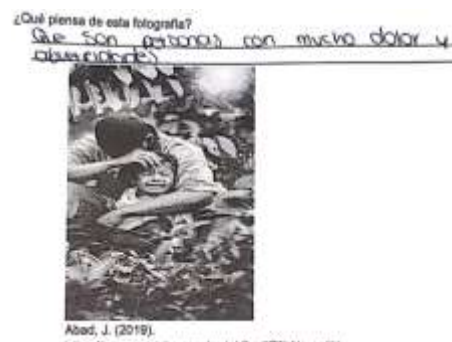 ¿Qué piensa de esta fotografía?
Que son personas con mucho dolor y
Abad, J. (2019).